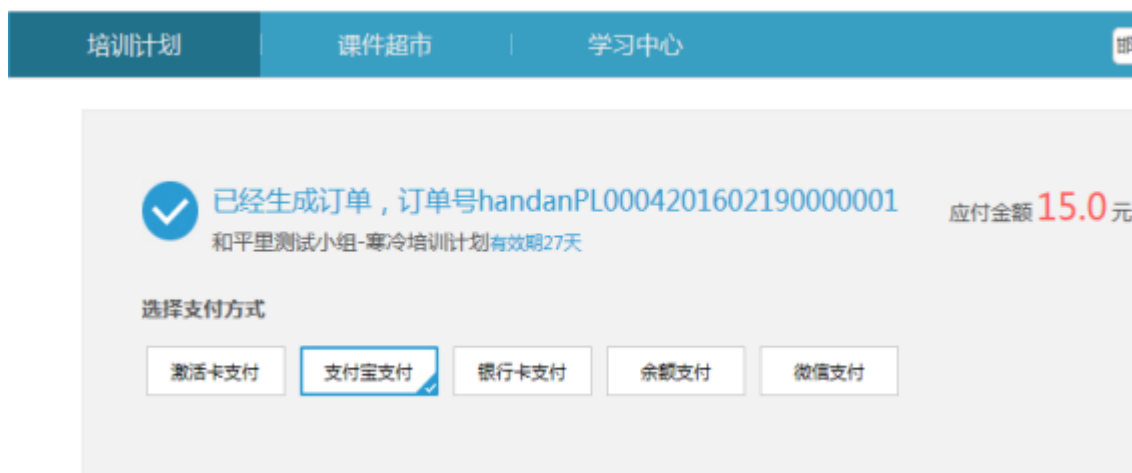 培训计划 课件超市 学习中心
已经生成订单，订单号handanPL0004201602190000001 应付金额 15.0 元
和平里测试小组-寒冷培训计划有效期27天
选择支付方式
激活卡支付 支付宝支付 银行卡支付 余额支付 微信支付